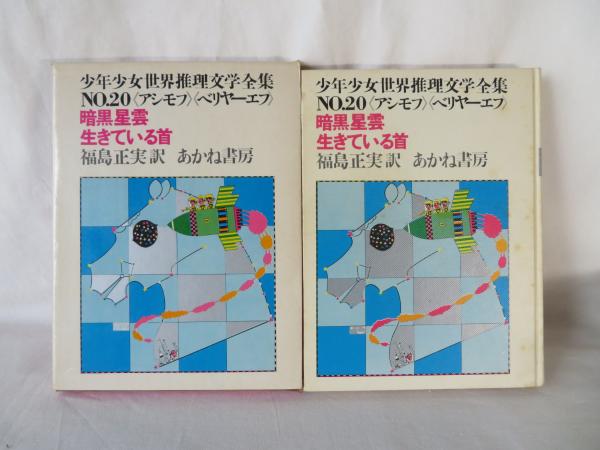 少年少女世界推理文学全集
NO.20〈アシモフ〉〈ベリヤーエフ〉
暗黒星雲
生きている首
福島正実訳 あかね書房
少年少女世界推理文学全集
NO.20〈アシモフ〉〈ベリヤーエフ〉
暗黒星雲
生きている首
福島正実訳 あかね書房